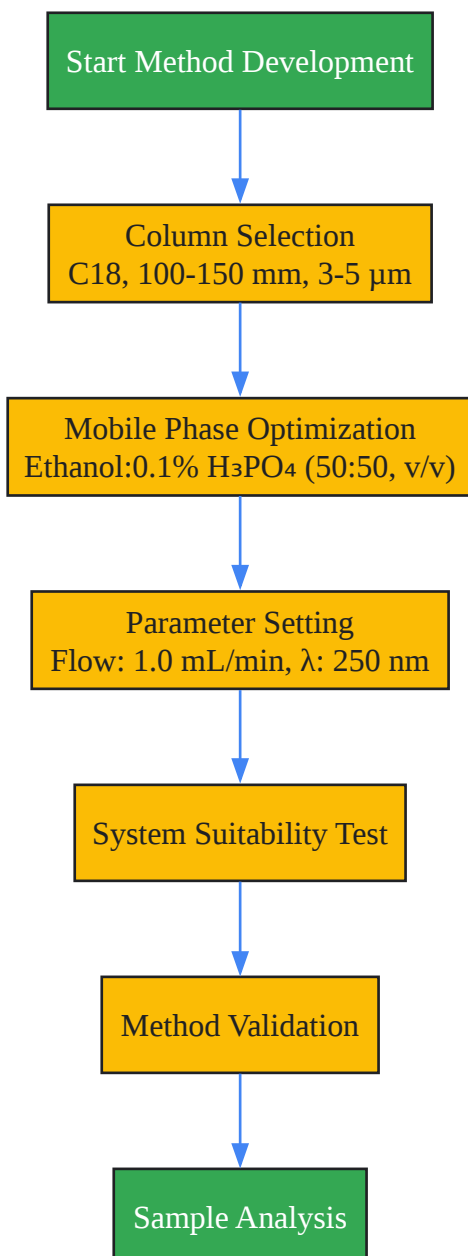 Start Method Development
Column Selection
C18, 100-150 mm, 3-5 µm
Mobile Phase Optimization
Ethanol:0.1% H₃PO₄ (50:50, v/v)
Parameter Setting
Flow: 1.0 mL/min, λ: 250 nm
System Suitability Test
Method Validation
Sample Analysis